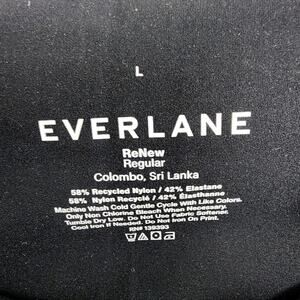 L
EVERLANE
ReNew
Regular
Colombo, Sri Lanka
58% Recycled Nylon / 42% Elastane
58% Nylon Recyclé / 42% Élasthanne
Machine Wash Cold Gentle Cycle With Like Colors.
Only Non Chlorine Bleach When Necessary.
Tumble Dry Low. Do Not Use Fabric Softener.
Cool Iron If Needed. Do Not Iron On Print.
RN# 139393